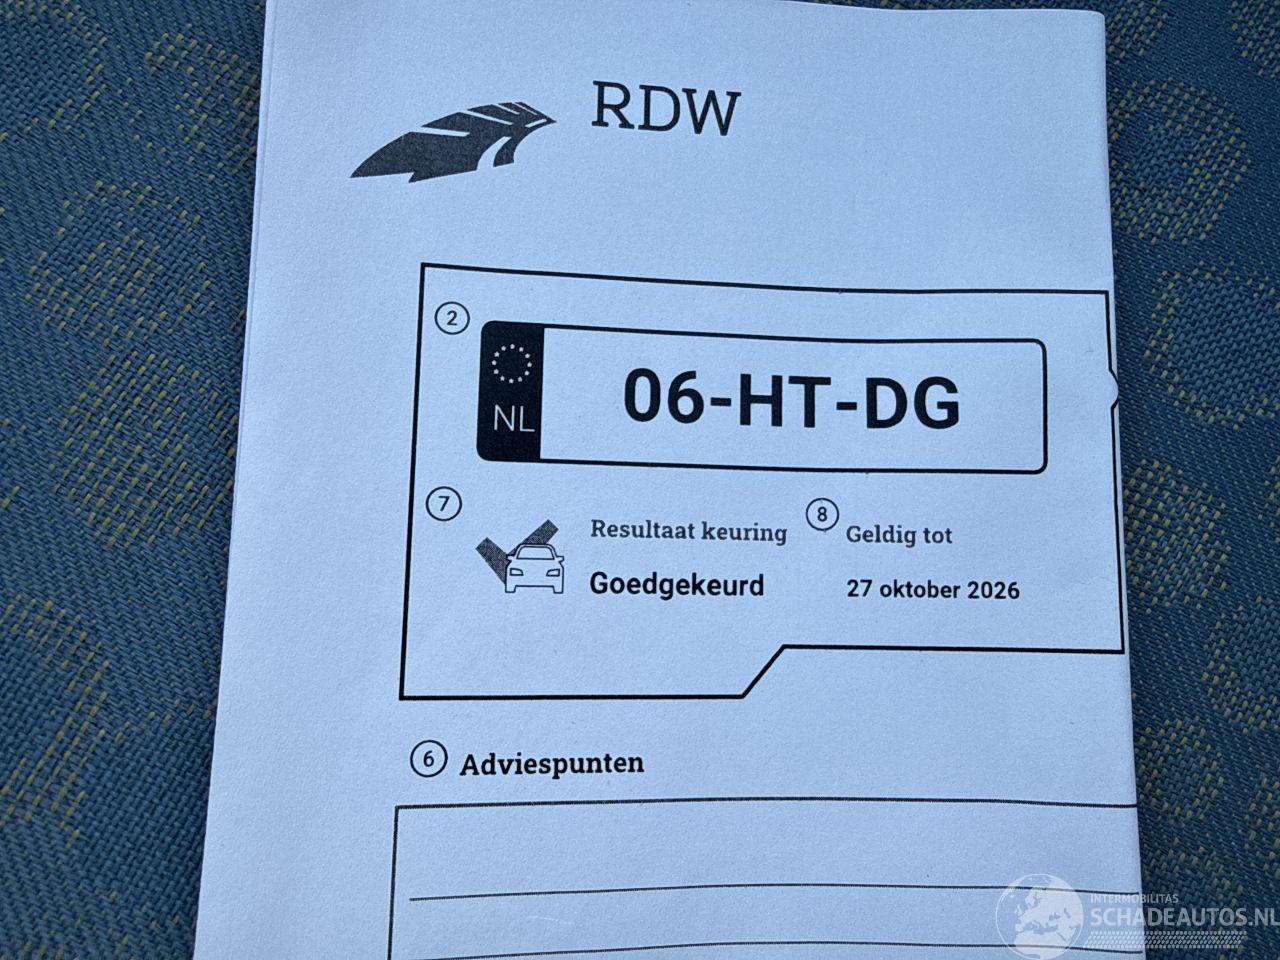 RDW
2
NL
06-HT-DG
7
Resultaat keuring
8
Geldig tot
Goedgekeurd
27 oktober 2026
6
Adviespunten
INTERMOBILITAS
SCHADEAUTOS.NL